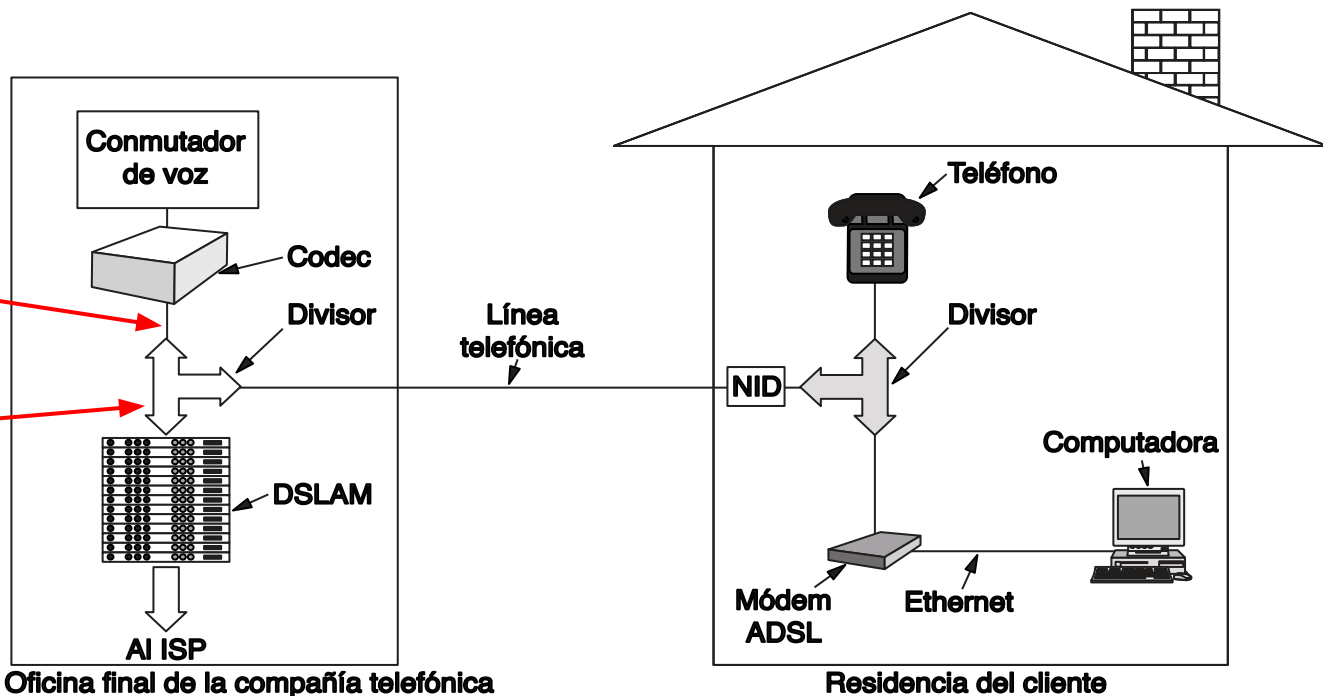 Conmutador
de voz
Codec
Divisor
DSLAM
Al ISP
Oficina final de la compañía telefónica
Línea
telefónica
Teléfono
Divisor
NID
Computadora
Módem
ADSL
Ethernet
Residencia del cliente